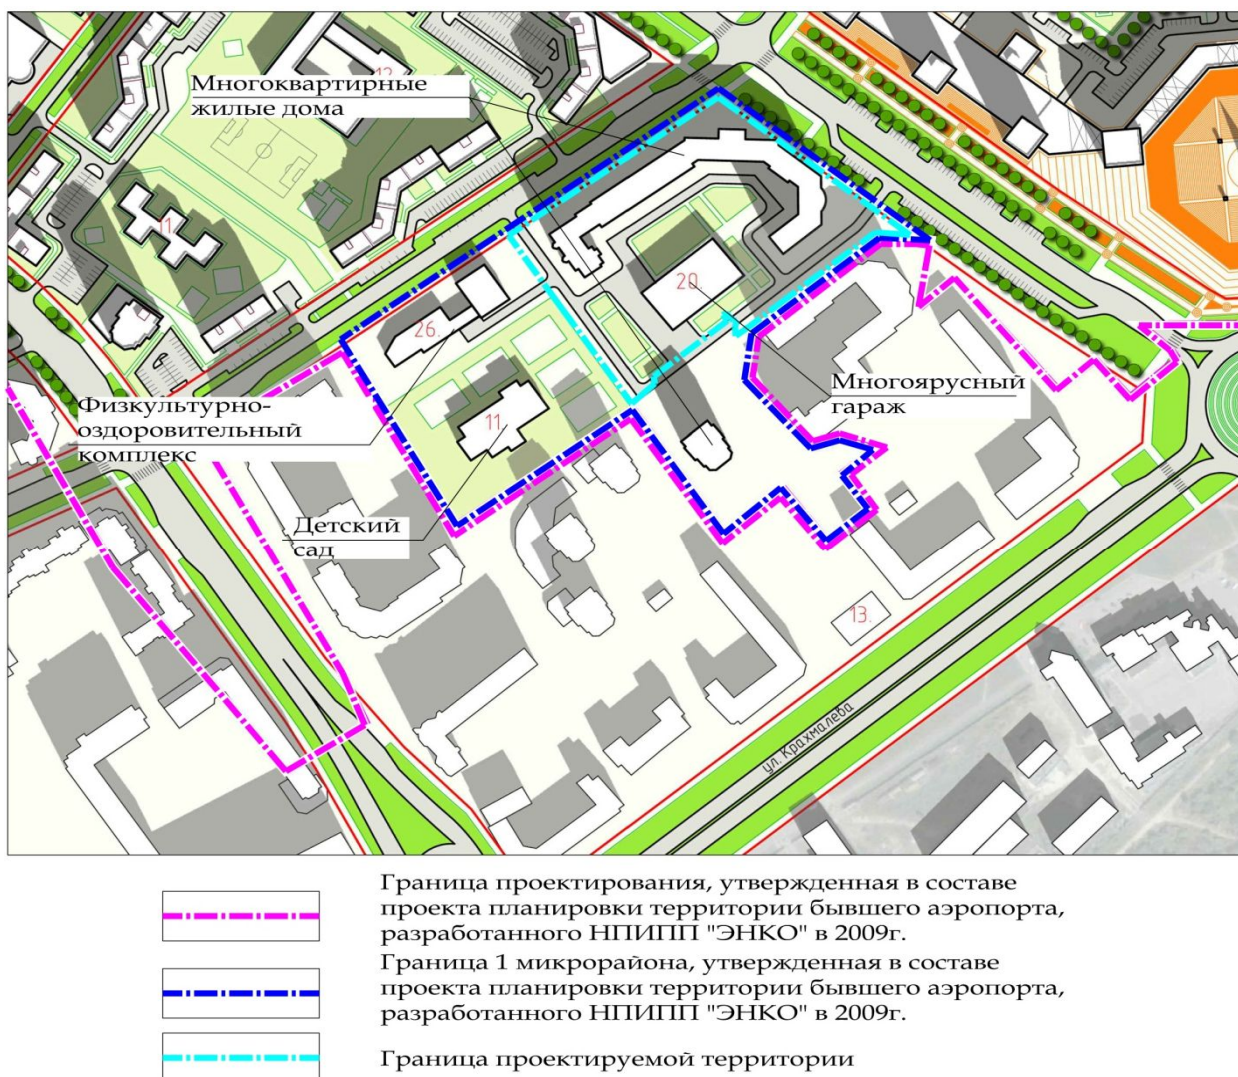 12.
Многоквартирные
жилые дома
11.
20.
26.
Многоярусный
гараж
Физкультурно-
оздоровительный
комплекс
11.
Детский
сад
13.
ул. Крахмалева
Граница проектирования, утвержденная в составе
проекта планировки территории бывшего аэропорта,
разработанного НПИПП "ЭНКО" в 2009г.
Граница 1 микрорайона, утвержденная в составе
проекта планировки территории бывшего аэропорта,
разработанного НПИПП "ЭНКО" в 2009г.
Граница проектируемой территории